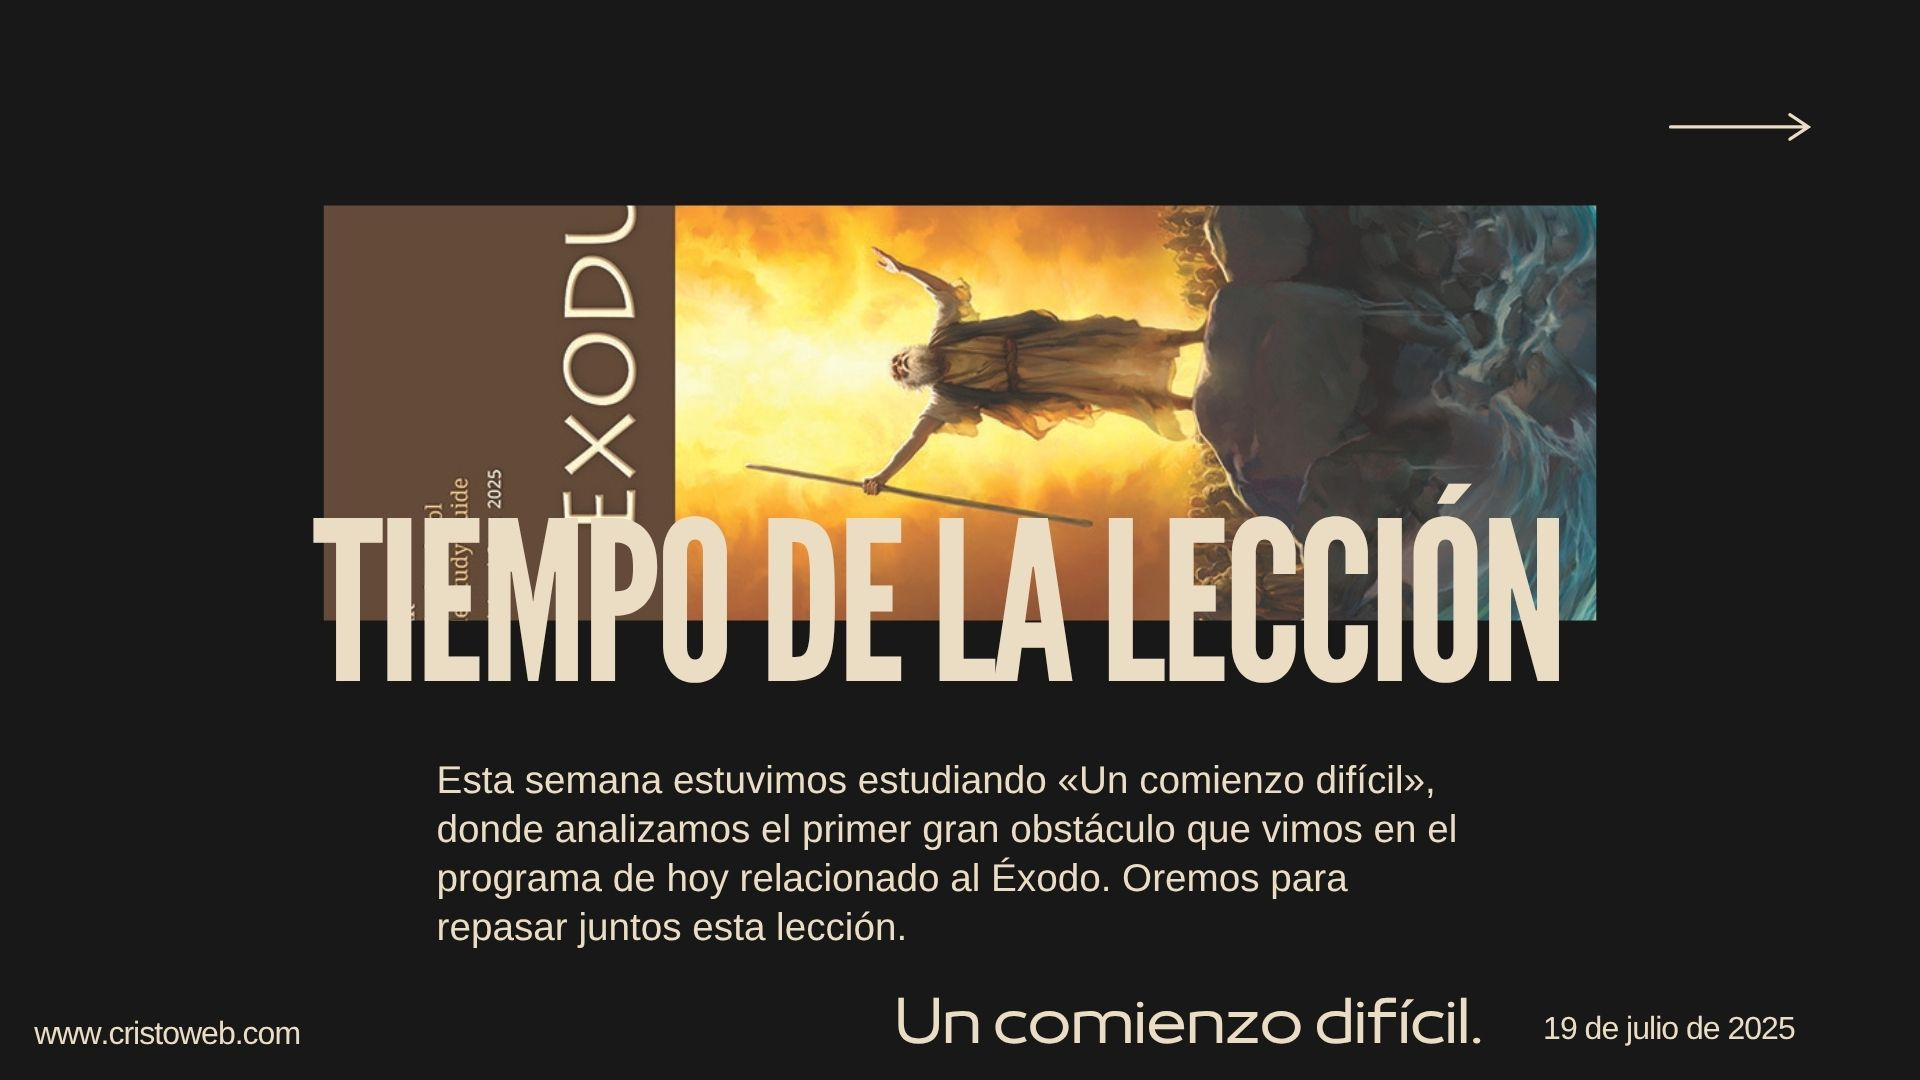 EXODU
2025
TIEMPO DE LA LECCIÓN
Esta semana estuvimos estudiando «Un comienzo difícil»,
donde analizamos el primer gran obstáculo que vimos en el
programa de hoy relacionado al Éxodo. Oremos para
repasar juntos esta lección.
www.cristoweb.com
Un comienzo difícil.
19 de julio de 2025